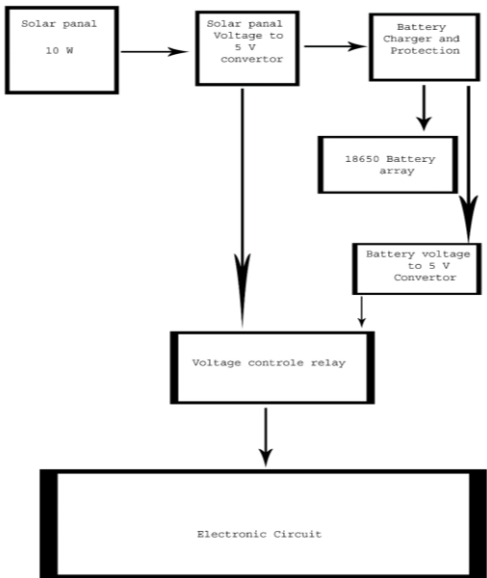 Solar panal
10 W
Solar panal
Voltage to
5 V
convertor
Battery
Charger and
Protection
18650 Battery
array
Battery voltage
to 5 V
Convertor
Voltage controle relay
Electronic Circuit